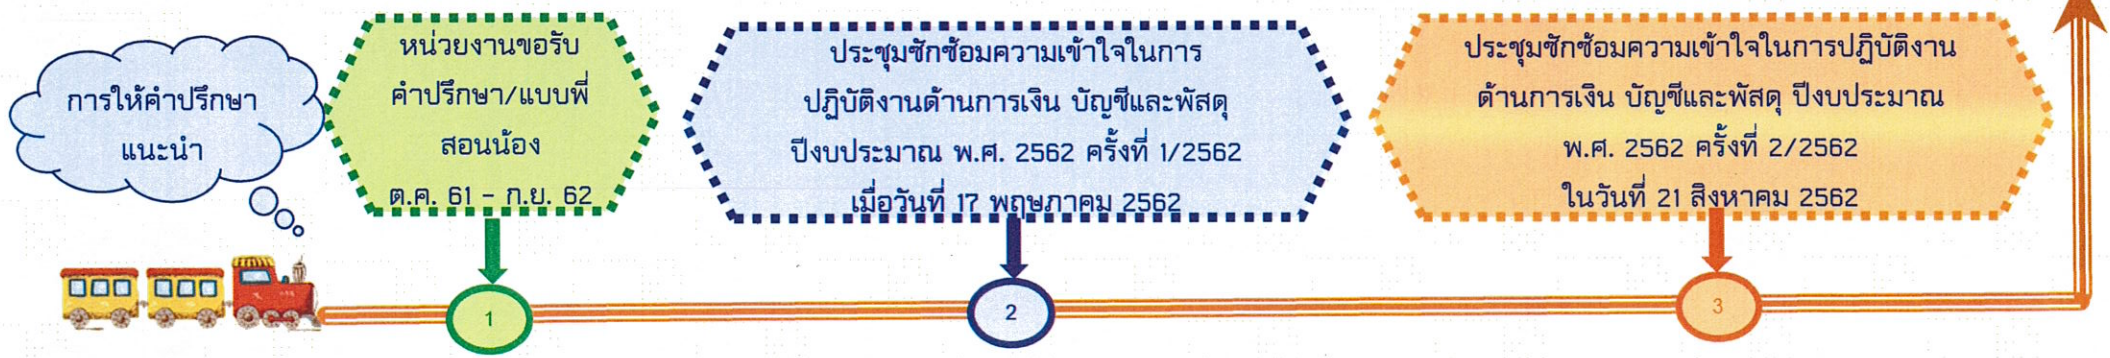 การให้คำปรึกษา
แนะนำ
หน่วยงานขอรับ
คำปรึกษา/แบบพี่
สอนน้อง
ต.ค. 61 - ก.ย. 62
ประชุมซักซ้อมความเข้าใจในการ
ปฏิบัติงานด้านการเงิน บัญชีและพัสดุ
ปีงบประมาณ พ.ศ. 2562 ครั้งที่ 1/2562
เมื่อวันที่ 17 พฤษภาคม 2562
ประชุมซักซ้อมความเข้าใจในการปฏิบัติงาน
ด้านการเงิน บัญชีและพัสดุ ปีงบประมาณ
พ.ศ. 2562 ครั้งที่ 2/2562
ในวันที่ 21 สิงหาคม 2562
1
2
3